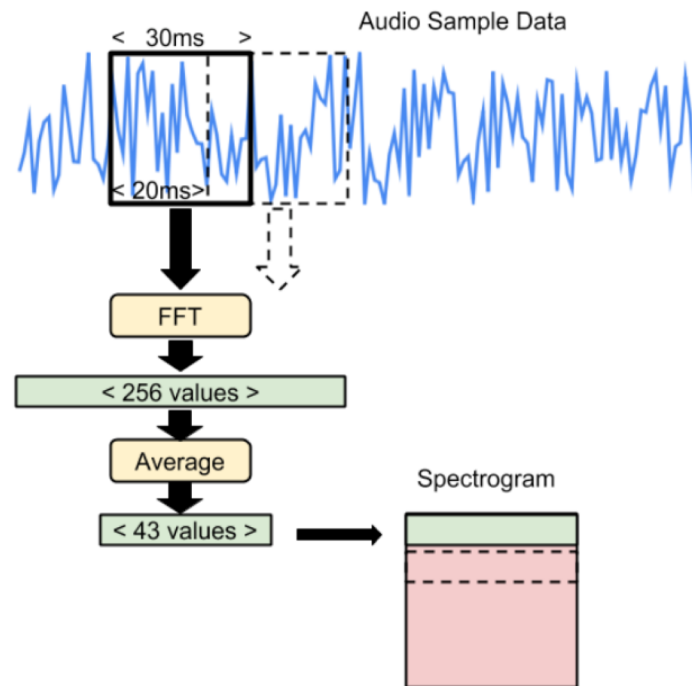 Audio Sample Data
< 30ms >
< 20ms>
FFT
< 256 values >
Average
< 43 values >
Spectrogram